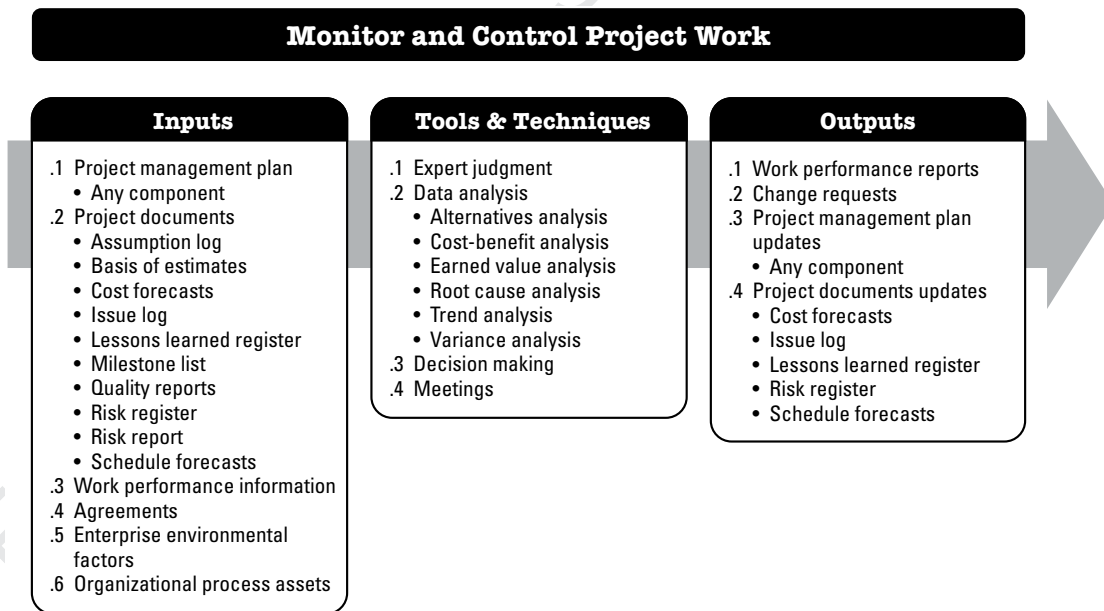 Monitor and Control Project Work
Inputs
.1 Project management plan
• Any component
.2 Project documents
• Assumption log
• Basis of estimates
• Cost forecasts
• Issue log
• Lessons learned register
• Milestone list
• Quality reports
• Risk register
• Risk report
• Schedule forecasts
.3 Work performance information
.4 Agreements
.5 Enterprise environmental
factors
.6 Organizational process assets
Tools & Techniques
.1 Expert judgment
.2 Data analysis
• Alternatives analysis
• Cost-benefit analysis
• Earned value analysis
• Root cause analysis
• Trend analysis
• Variance analysis
.3 Decision making
.4 Meetings
Outputs
.1 Work performance reports
.2 Change requests
.3 Project management plan
updates
• Any component
.4 Project documents updates
• Cost forecasts
• Issue log
• Lessons learned register
• Risk register
• Schedule forecasts